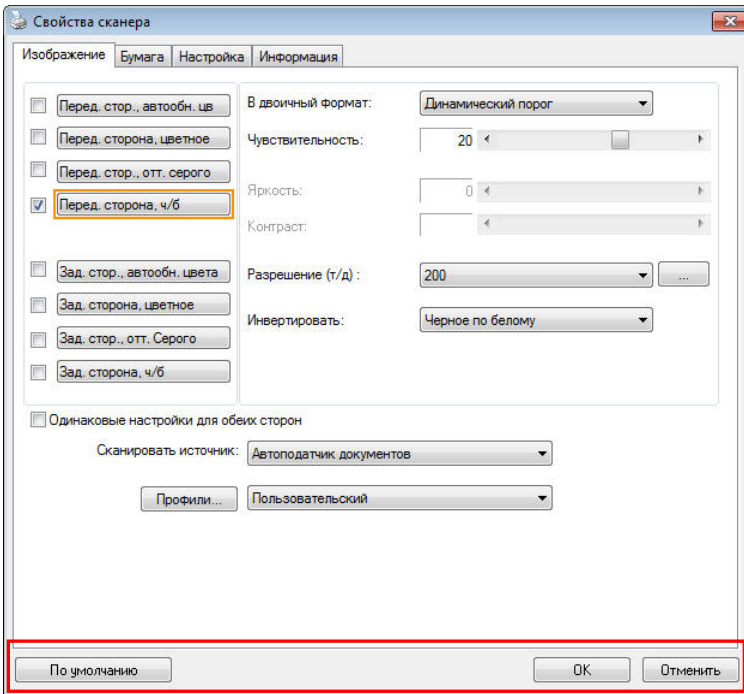 Свойства сканера
Изображение Бумага Настройка Информация
Перед. стор., автообн. цв
Перед. сторона, цветное
Перед. стор., отт. серого
Перед. сторона, ч/б
Зад. стор., автообн. цвета
Зад. сторона, цветное
Зад. стор., отт. Серого
Зад. сторона, ч/б
В двоичный формат: Динамический порог
Чувствительность: 20
Яркость: 0
Контраст:
Разрешение (т/д) : 200 ...
Инвертировать: Черное по белому
Одинаковые настройки для обеих сторон
Сканировать источник: Автоподатчик документов
Профили... Пользовательский
По умолчанию OK Отменить